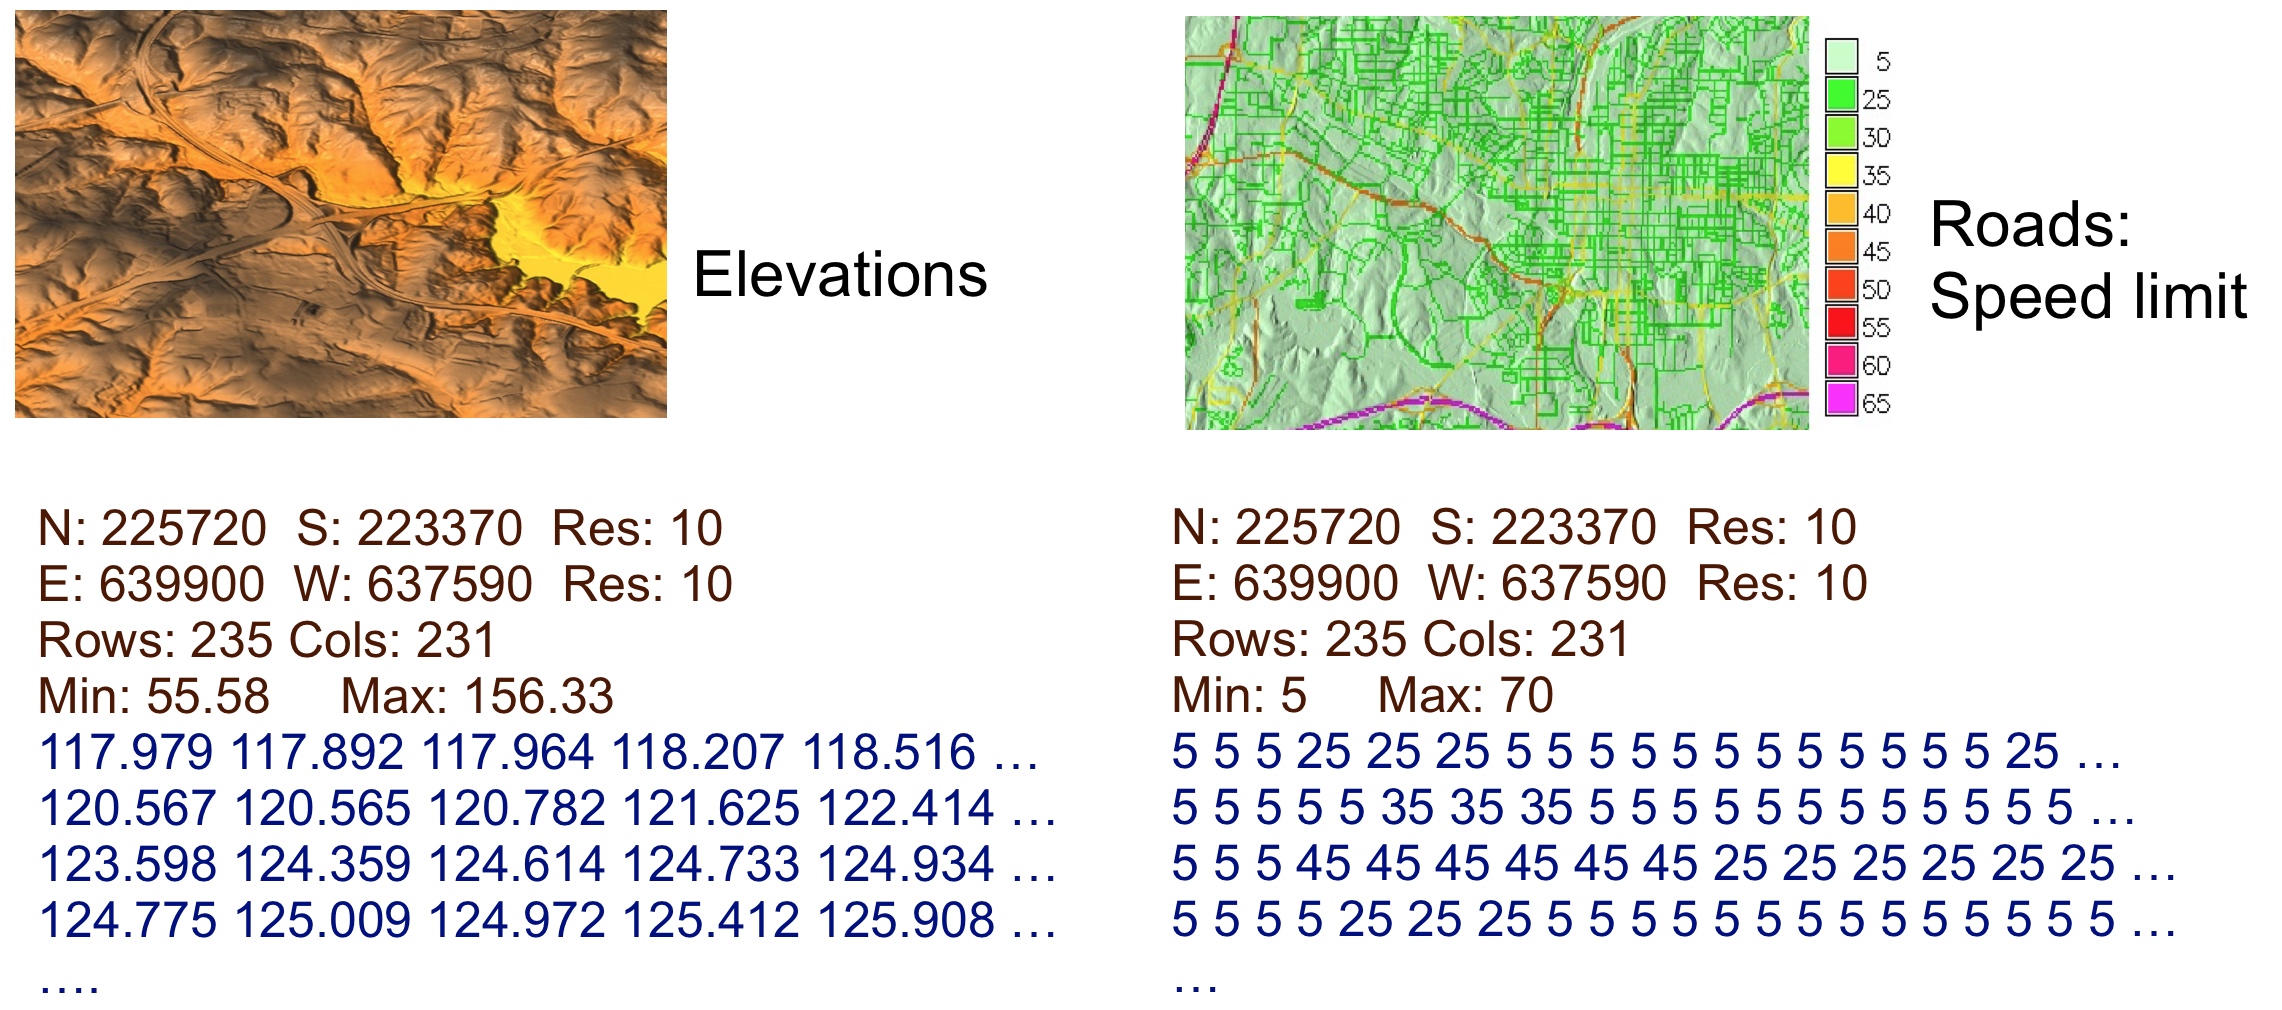 Elevations
5
25
30
35
40
45
50
55
60
65
Roads:
Speed limit
N: 225720 S: 223370 Res: 10
E: 639900 W: 637590 Res: 10
Rows: 235 Cols: 231
Min: 55.58 Max: 156.33
117.979 117.892 117.964 118.207 118.516 …
120.567 120.565 120.782 121.625 122.414 …
123.598 124.359 124.614 124.733 124.934 …
124.775 125.009 124.972 125.412 125.908 …
….
N: 225720 S: 223370 Res: 10
E: 639900 W: 637590 Res: 10
Rows: 235 Cols: 231
Min: 5 Max: 70
5 5 5 25 25 25 5 5 5 5 5 5 5 5 5 5 5 5 25 …
5 5 5 5 5 35 35 35 5 5 5 5 5 5 5 5 5 5 5 5 …
5 5 5 45 45 45 45 45 45 25 25 25 25 25 25 …
5 5 5 5 25 25 25 5 5 5 5 5 5 5 5 5 5 5 5 5 5 …
…